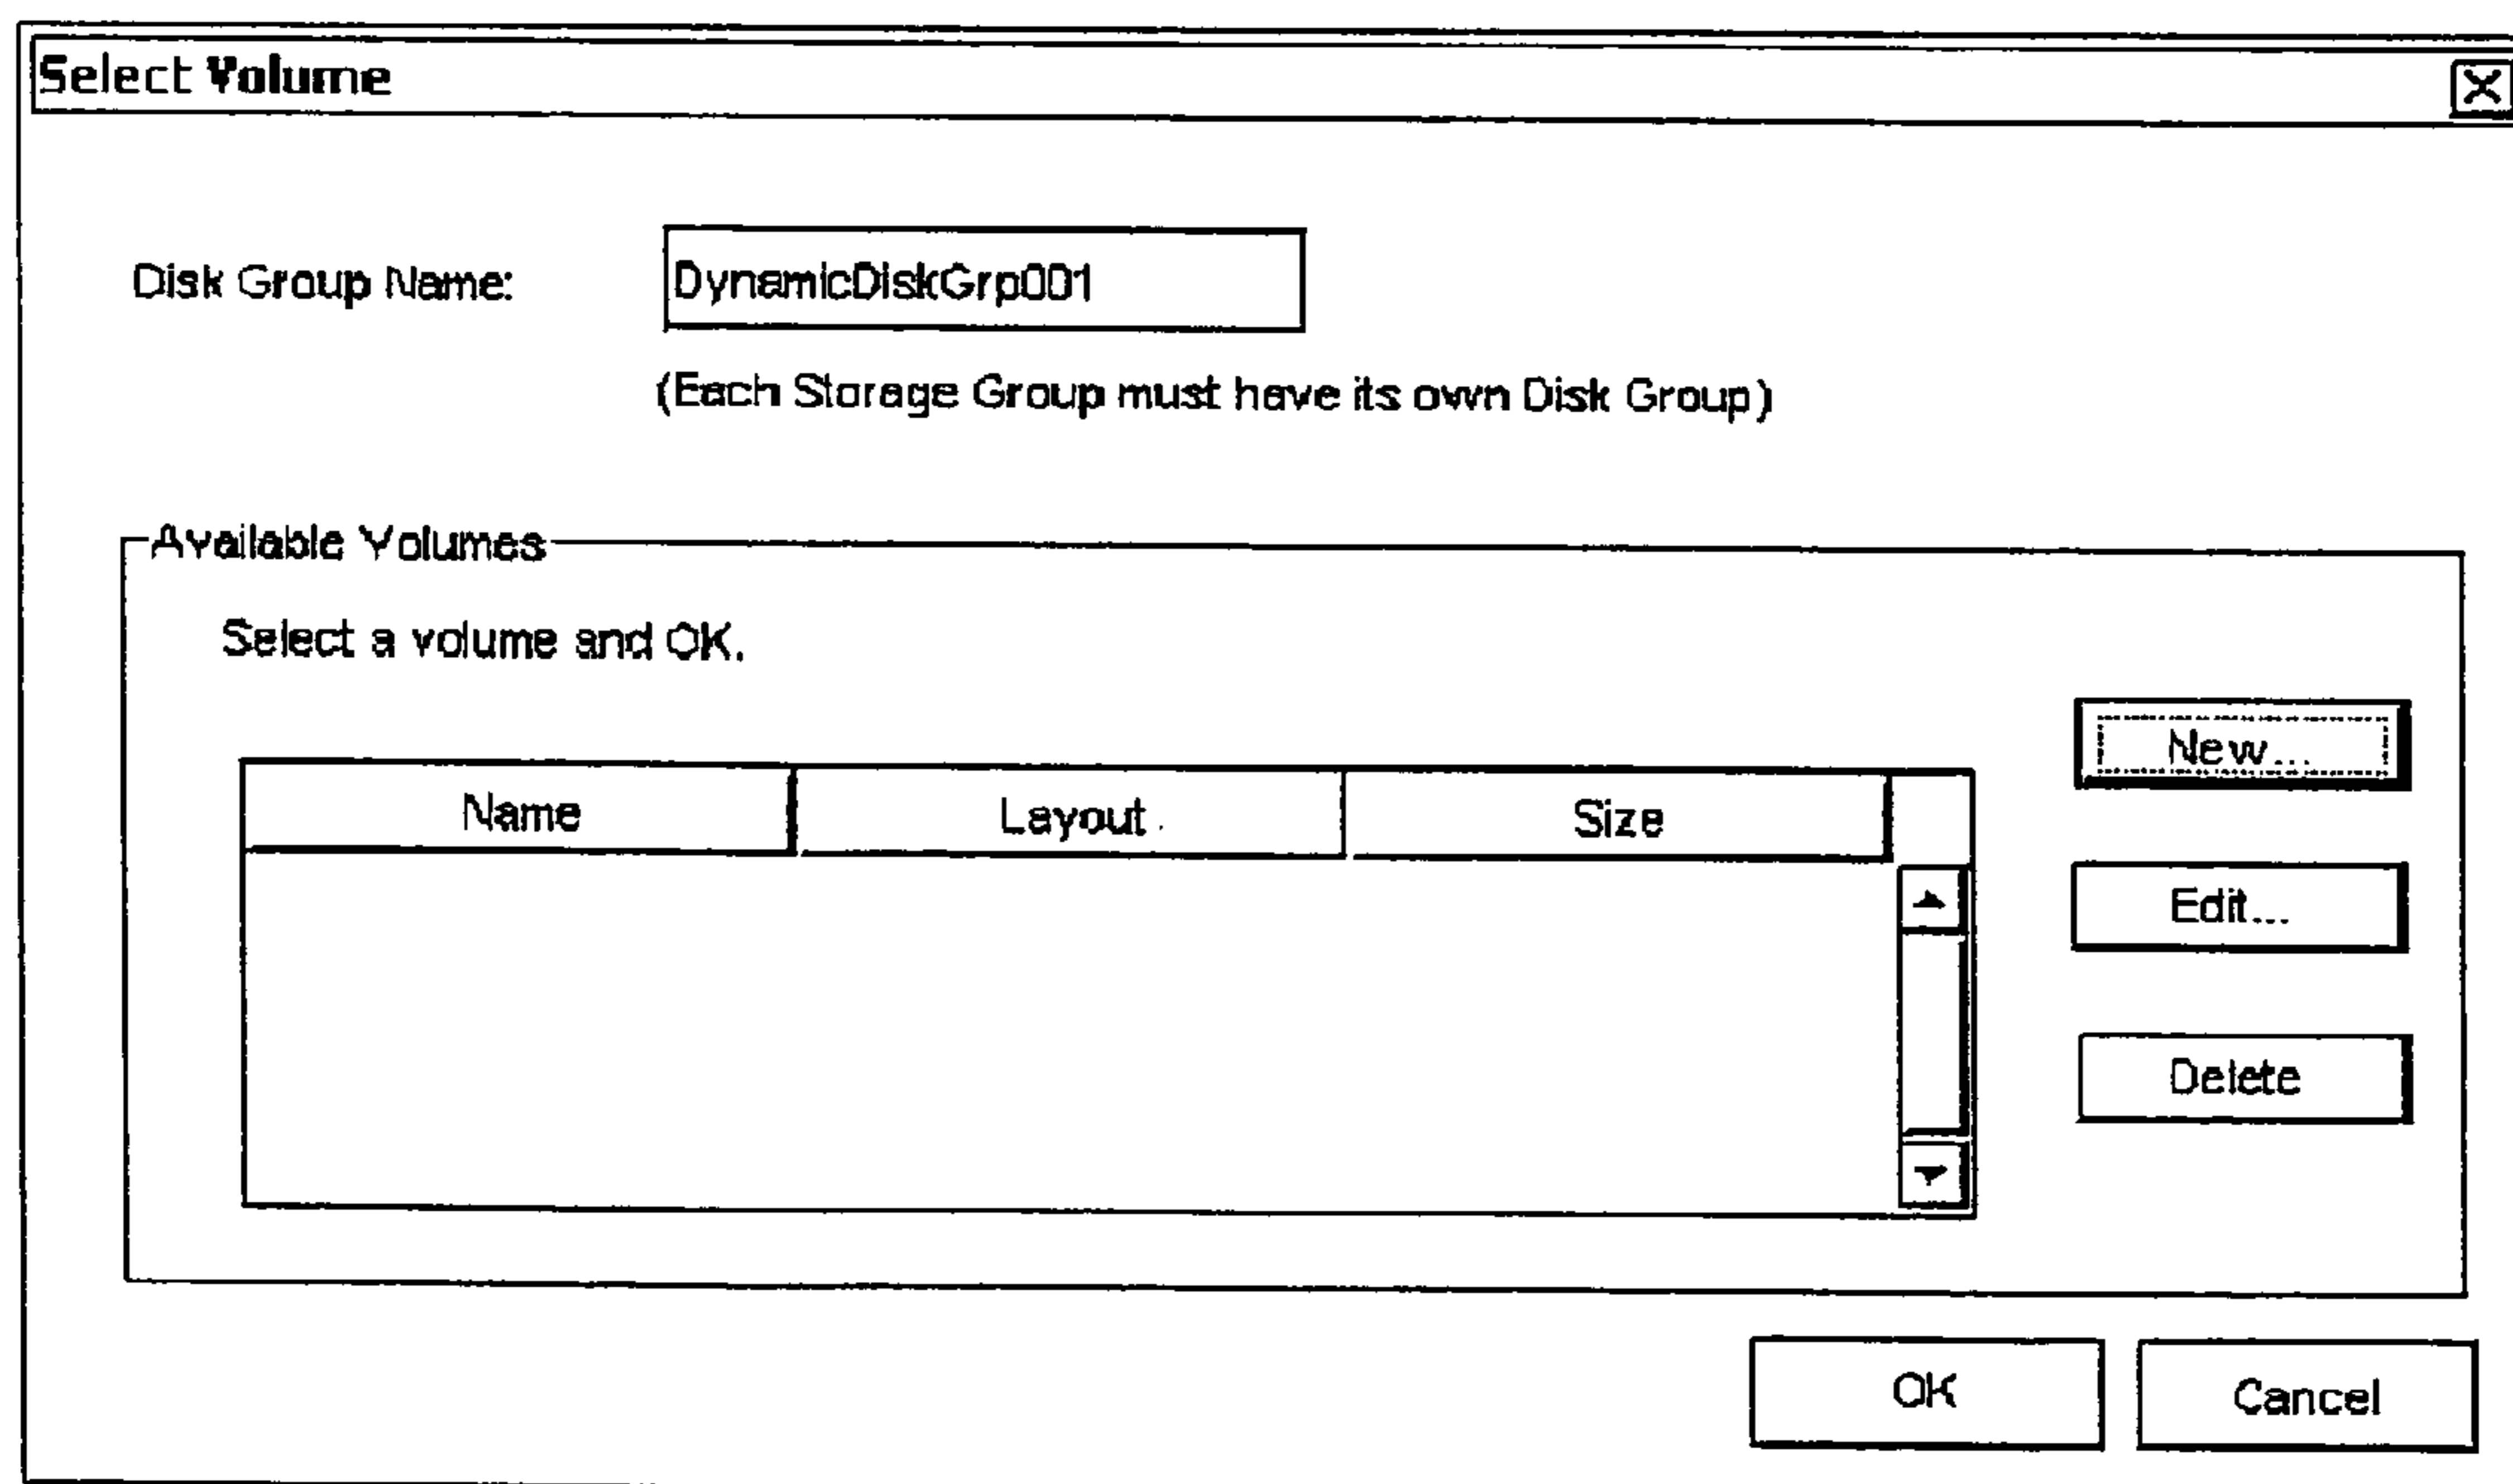 Select Volume
Disk Group Name:
DynamicDiskGrp001
(Each Storage Group must have its own Disk Group)
Available Volumes
Select a volume and OK.
Name Layout Size
New...
Edit...
Delete
OK Cancel